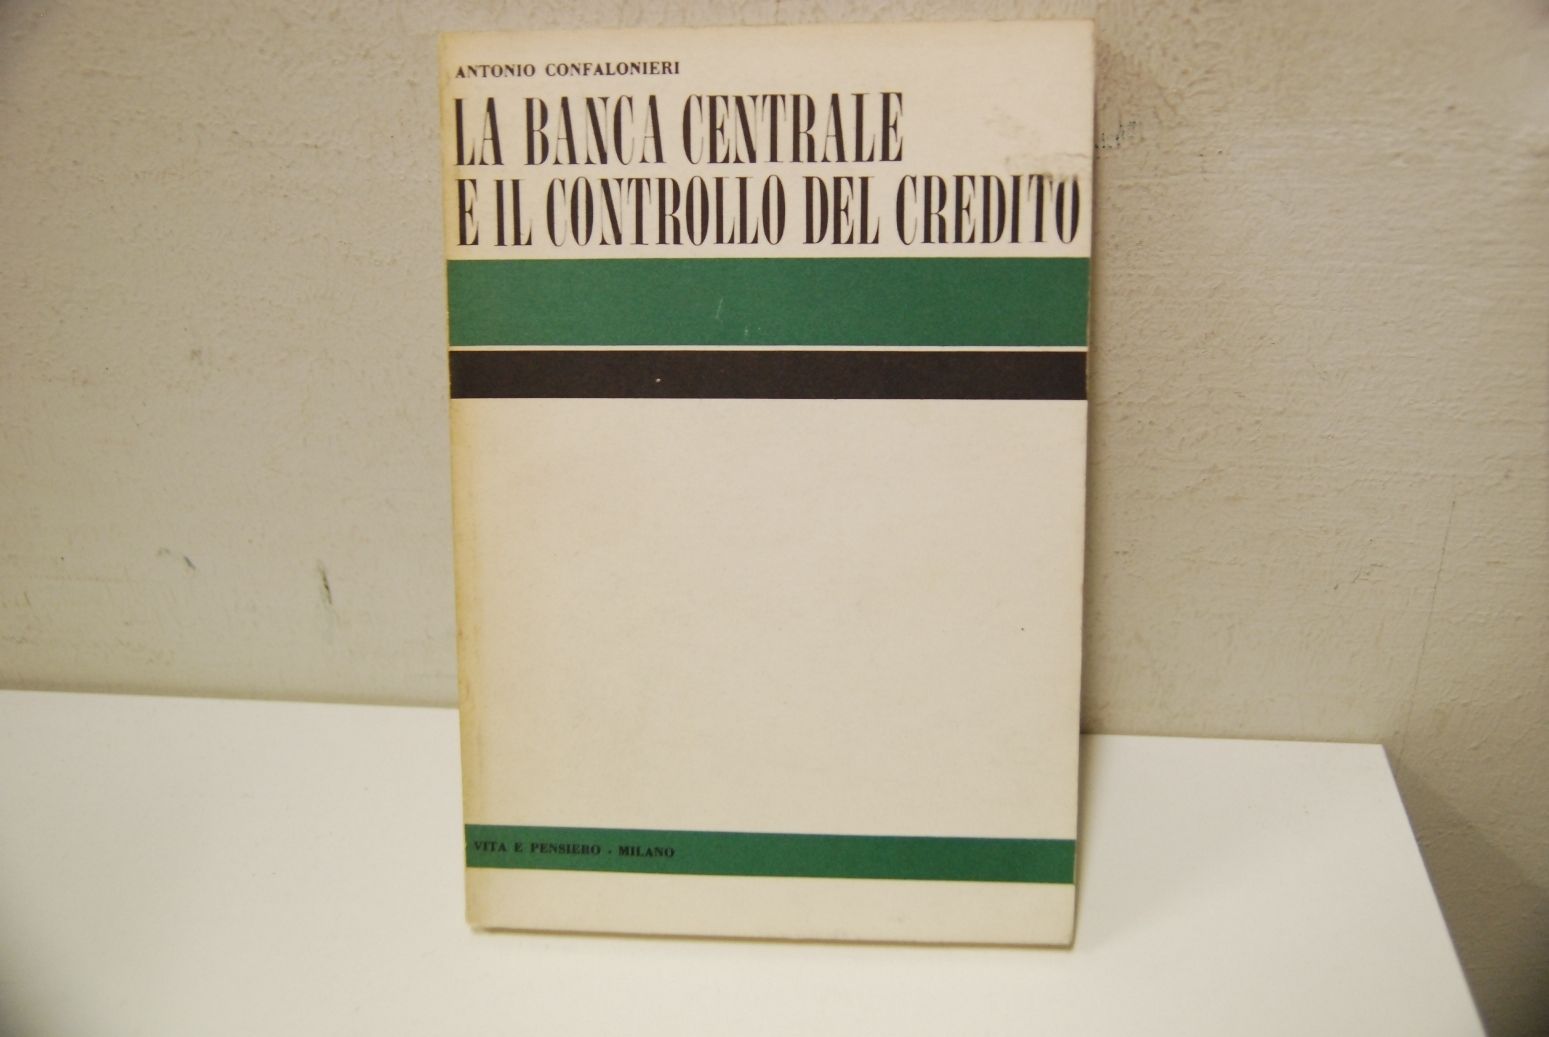 ANTONIO CONFALONIERI
LA BANCA CENTRALE
E IL CONTROLLO DEL CREDITO
VITA E PENSIERO - MILANO